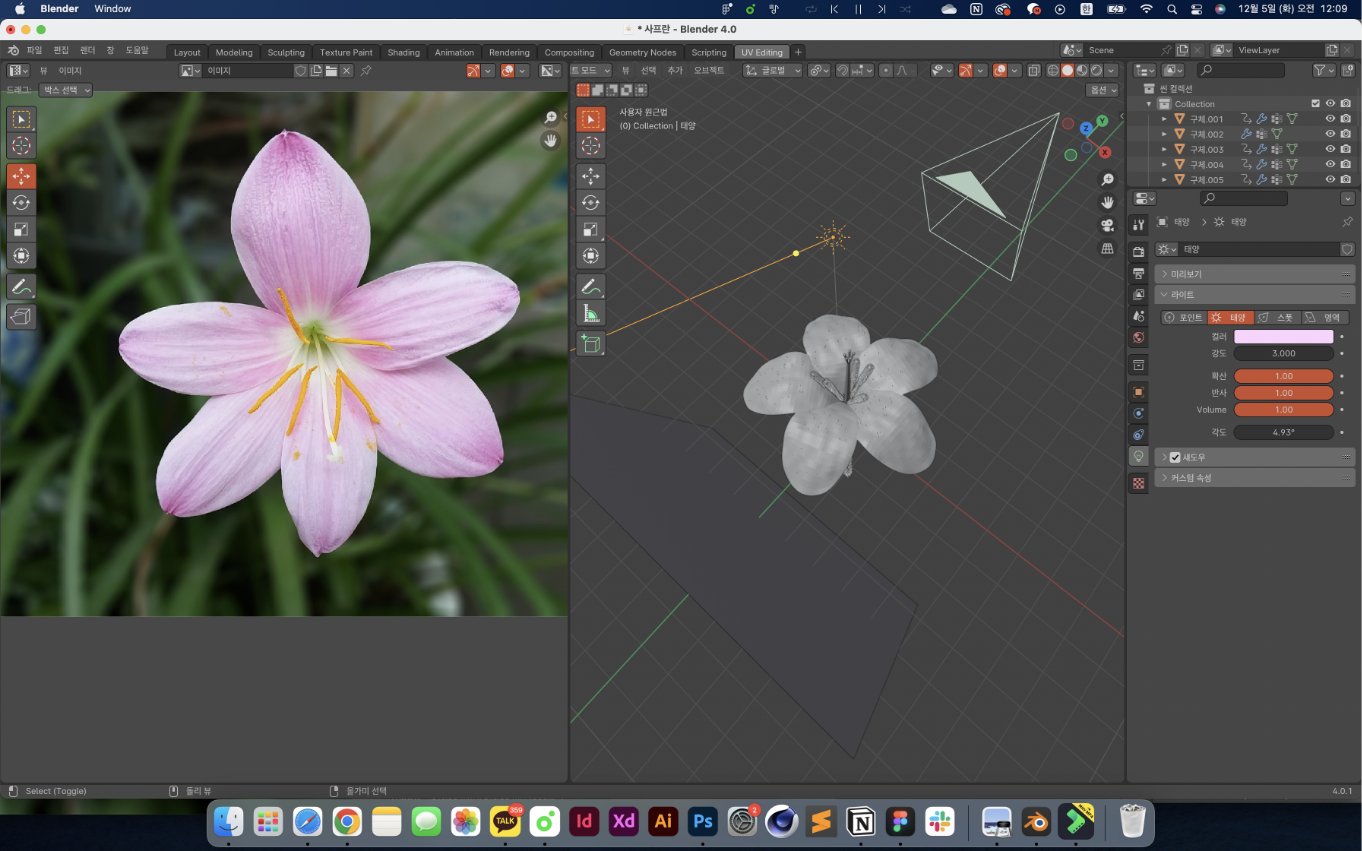 Blender Window 12월 5일 (화) 오전 12:09
* 사프란 - Blender 4.0
파일 편집 렌더 창 도움말 Layout Modeling Sculpting Texture Paint Shading Animation Rendering Compositing Geometry Nodes Scripting UV Editing + Scene ViewLayer
뷰 이미지 이미지 트 모드 뷰 선택 추가 오브젝트 글로벌
드래그: 박스 선택 옵션
씬 컬렉션
Collection
구체.001
구체.002
구체.003
구체.004
구체.005
사용자 원근법
(0) Collection | 태양
Z
Y
X
태양 > 태양
태양
미리보기
라이트
포인트 태양 스폿 영역
컬러
강도 3.000
확산 1.00
반사 1.00
Volume 1.00
각도 4.93°
섀도우
커스텀 속성
Select (Toggle) 돌리 뷰 올가미 선택 4.0.1
TALK 359 Id Xd Ai Ps 2 N